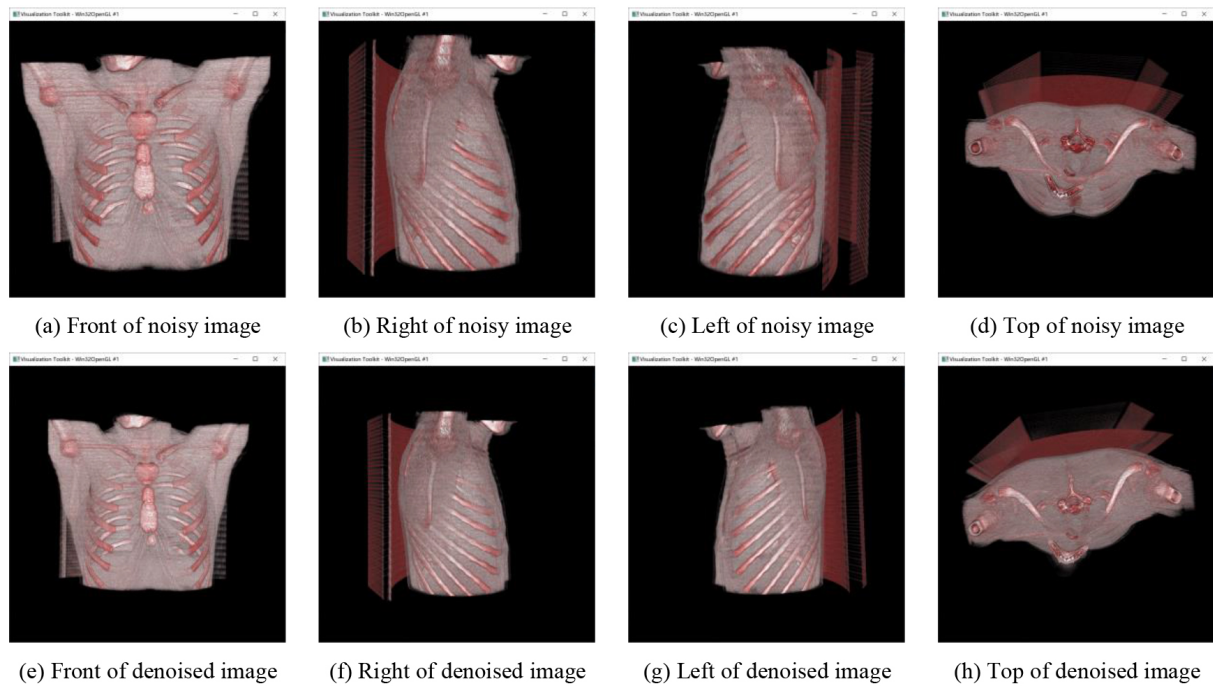 Visualization Toolkit - Win32OpenGL #1
Visualization Toolkit - Win32OpenGL #1
Visualization Toolkit - Win32OpenGL #1
Visualization Toolkit - Win32OpenGL #1
(a) Front of noisy image
(b) Right of noisy image
(c) Left of noisy image
(d) Top of noisy image
Visualization Toolkit - Win32OpenGL #1
Visualization Toolkit - Win32OpenGL #1
Visualization Toolkit - Win32OpenGL #1
Visualization Toolkit - Win32OpenGL #1
(e) Front of denoised image
(f) Right of denoised image
(g) Left of denoised image
(h) Top of denoised image